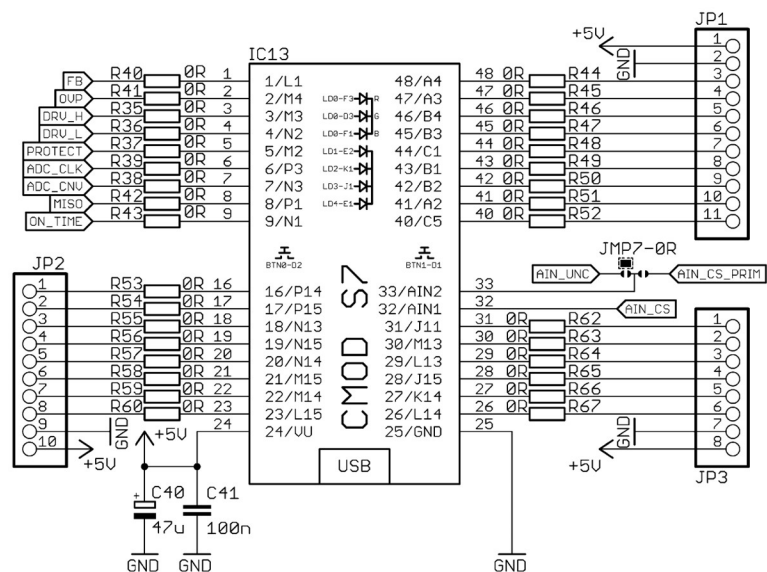 IC13
JP1
+5V
GND
1
2
3
4
5
6
7
8
9
10
11
FB R40 0R 1 1/L1
OVP R41 0R 2 2/M4
DRV_H R35 0R 3 3/M3
DRV_L R36 0R 4 4/N2
PROTECT R37 0R 5 5/M2
ADC_CLK R39 0R 6 6/P3
ADC_CNV R38 0R 7 7/N3
MISO R42 0R 8 8/P1
ON_TIME R43 0R 9 9/N1
LD0-F3 R
LD0-D3 G
LD0-F1 B
LD1-E2
LD2-K1
LD3-J1
LD4-E1
48/A4 48 0R R44
47/A3 47 0R R45
46/B4 46 0R R46
45/B3 45 0R R47
44/C1 44 0R R48
43/B1 43 0R R49
42/B2 42 0R R50
41/A2 41 0R R51
40/C5 40 0R R52
BTN0-D2
BTN1-D1
CMOD S7
USB
JMP7-0R
AIN_UNC
AIN_CS_PRIM
33/AIN2 33
32/AIN1 32 AIN_CS
31/J11 31 0R R62
30/M13 30 0R R63
29/L13 29 0R R64
28/J15 28 0R R65
27/K14 27 0R R66
26/L14 26 0R R67
25/GND 25
JP2
1 R53 0R 16 16/P14
2 R54 0R 17 17/P15
3 R55 0R 18 18/N13
4 R56 0R 19 19/N15
5 R57 0R 20 20/N14
6 R58 0R 21 21/M15
7 R59 0R 22 22/M14
8 R60 0R 23 23/L15
9 GND 24 24/VU
10 +5V
+5V
+ C40
47u
C41
100n
GND
GND
GND
1
2
3
4
5
6
7
8
GND
+5V
JP3